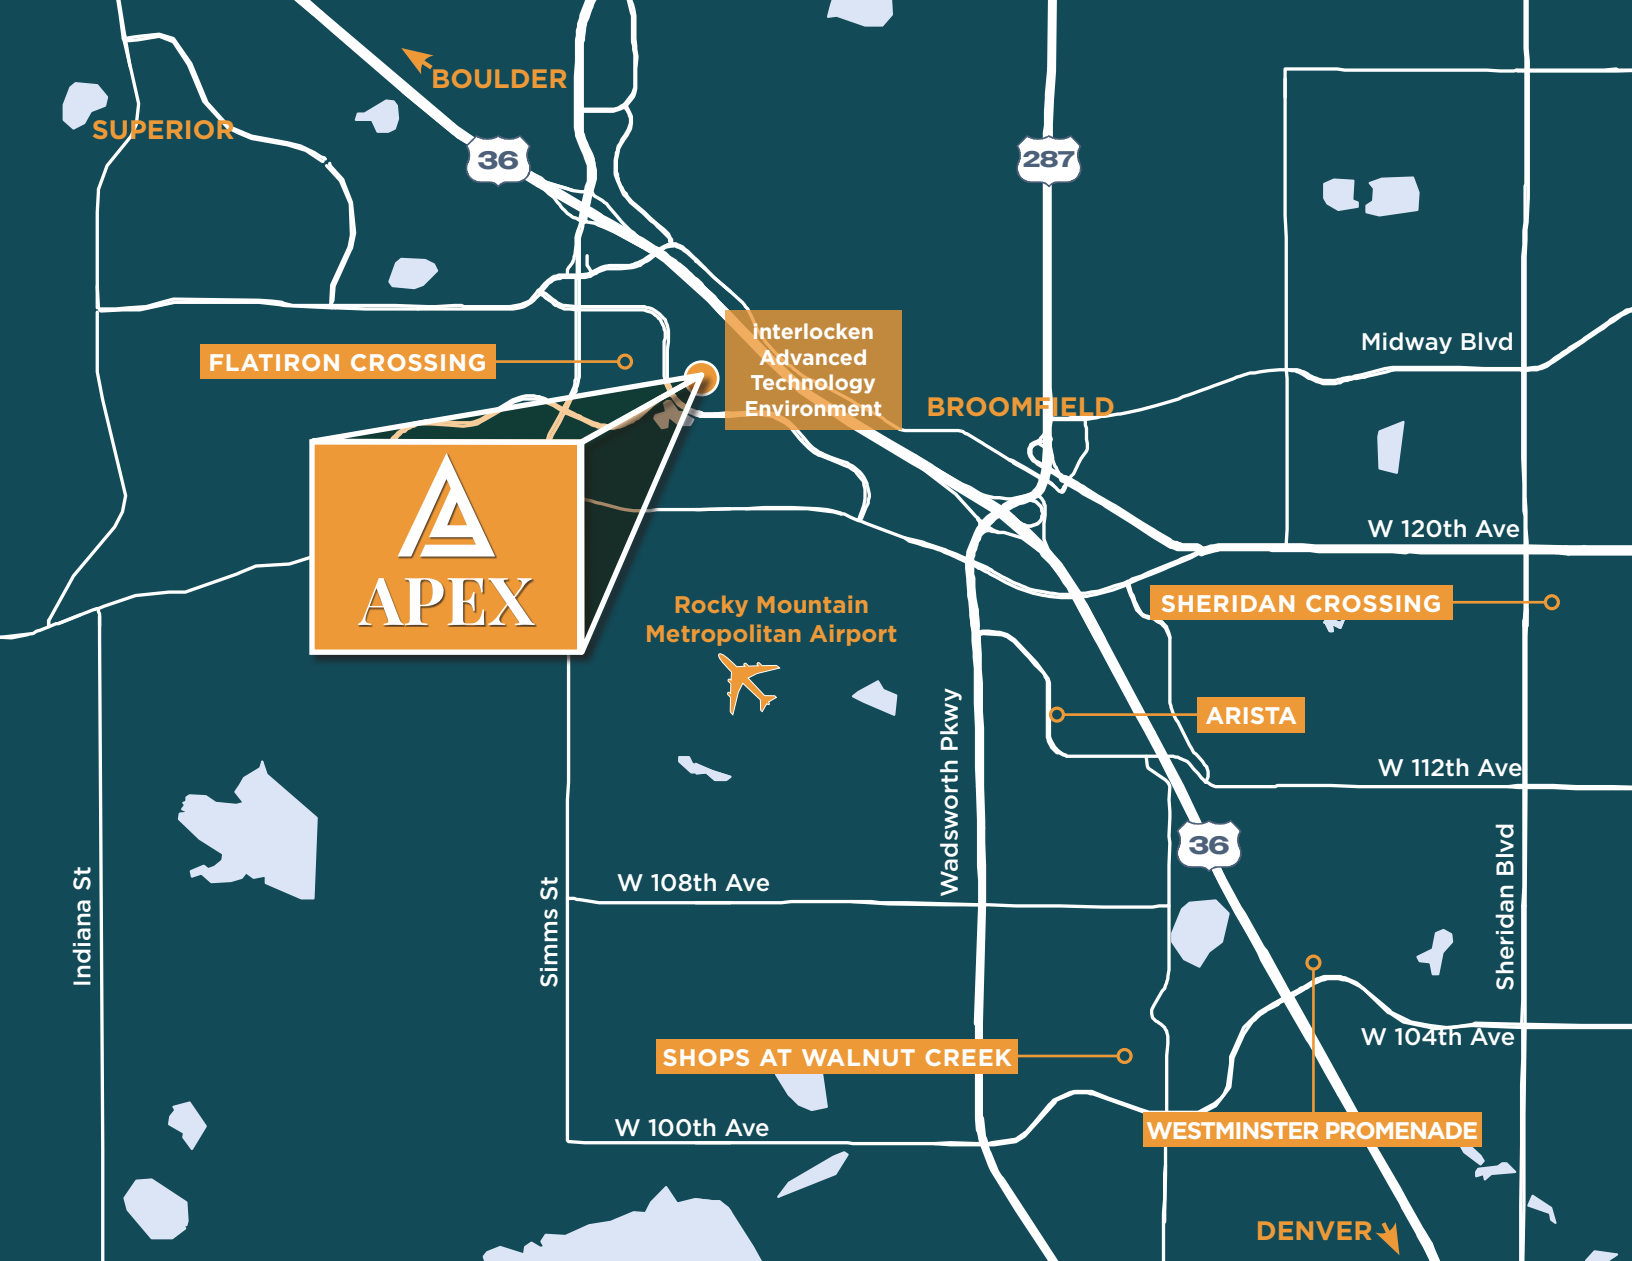 BOULDER
SUPERIOR
36
287
interlocken
Advanced
Technology
Environment
Midway Blvd
FLATIRON CROSSING
BROOMFIELD
W 120th Ave
APEX
Rocky Mountain
Metropolitan Airport
SHERIDAN CROSSING
ARISTA
Wadsworth Pkwy
W 112th Ave
36
W 108th Ave
Indiana St
Simms St
Sheridan Blvd
W 104th Ave
SHOPS AT WALNUT CREEK
W 100th Ave
WESTMINSTER PROMENADE
DENVER